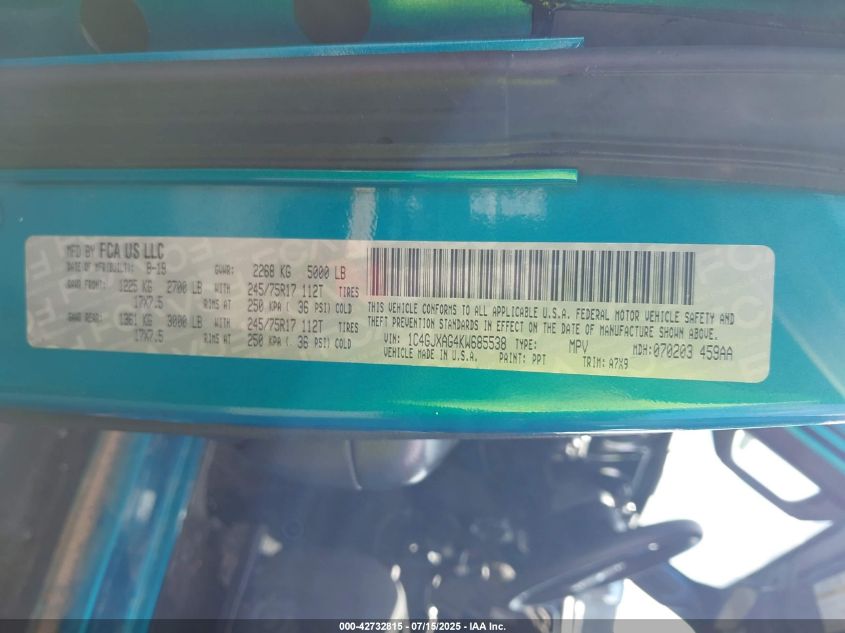 MFD BY FCA US LLC
DATE OF MFR(BUILT): 8-19 GVWR: 2268 KG 5000 LB
GAWR FRONT: 1225 KG 2700 LB WITH 245/75R17 112T TIRES
17X7.5 RIMS AT 250 KPA ( 36 PSI) COLD
GAWR REAR: 1361 KG 3000 LB WITH 245/75R17 112T TIRES
17X7.5 RIMS AT 250 KPA ( 36 PSI) COLD
THIS VEHICLE CONFORMS TO ALL APPLICABLE U.S.A. FEDERAL MOTOR VEHICLE SAFETY AND
THEFT PREVENTION STANDARDS IN EFFECT ON THE DATE OF MANUFACTURE SHOWN ABOVE.
VIN: 1C4GJXAG4KW685538 TYPE: MPV MDH: 070203 459AA
VEHICLE MADE IN U.S.A. PAINT: PPT TRIM: A7X9
000-42732815 - 07/15/2025 - IAA Inc.